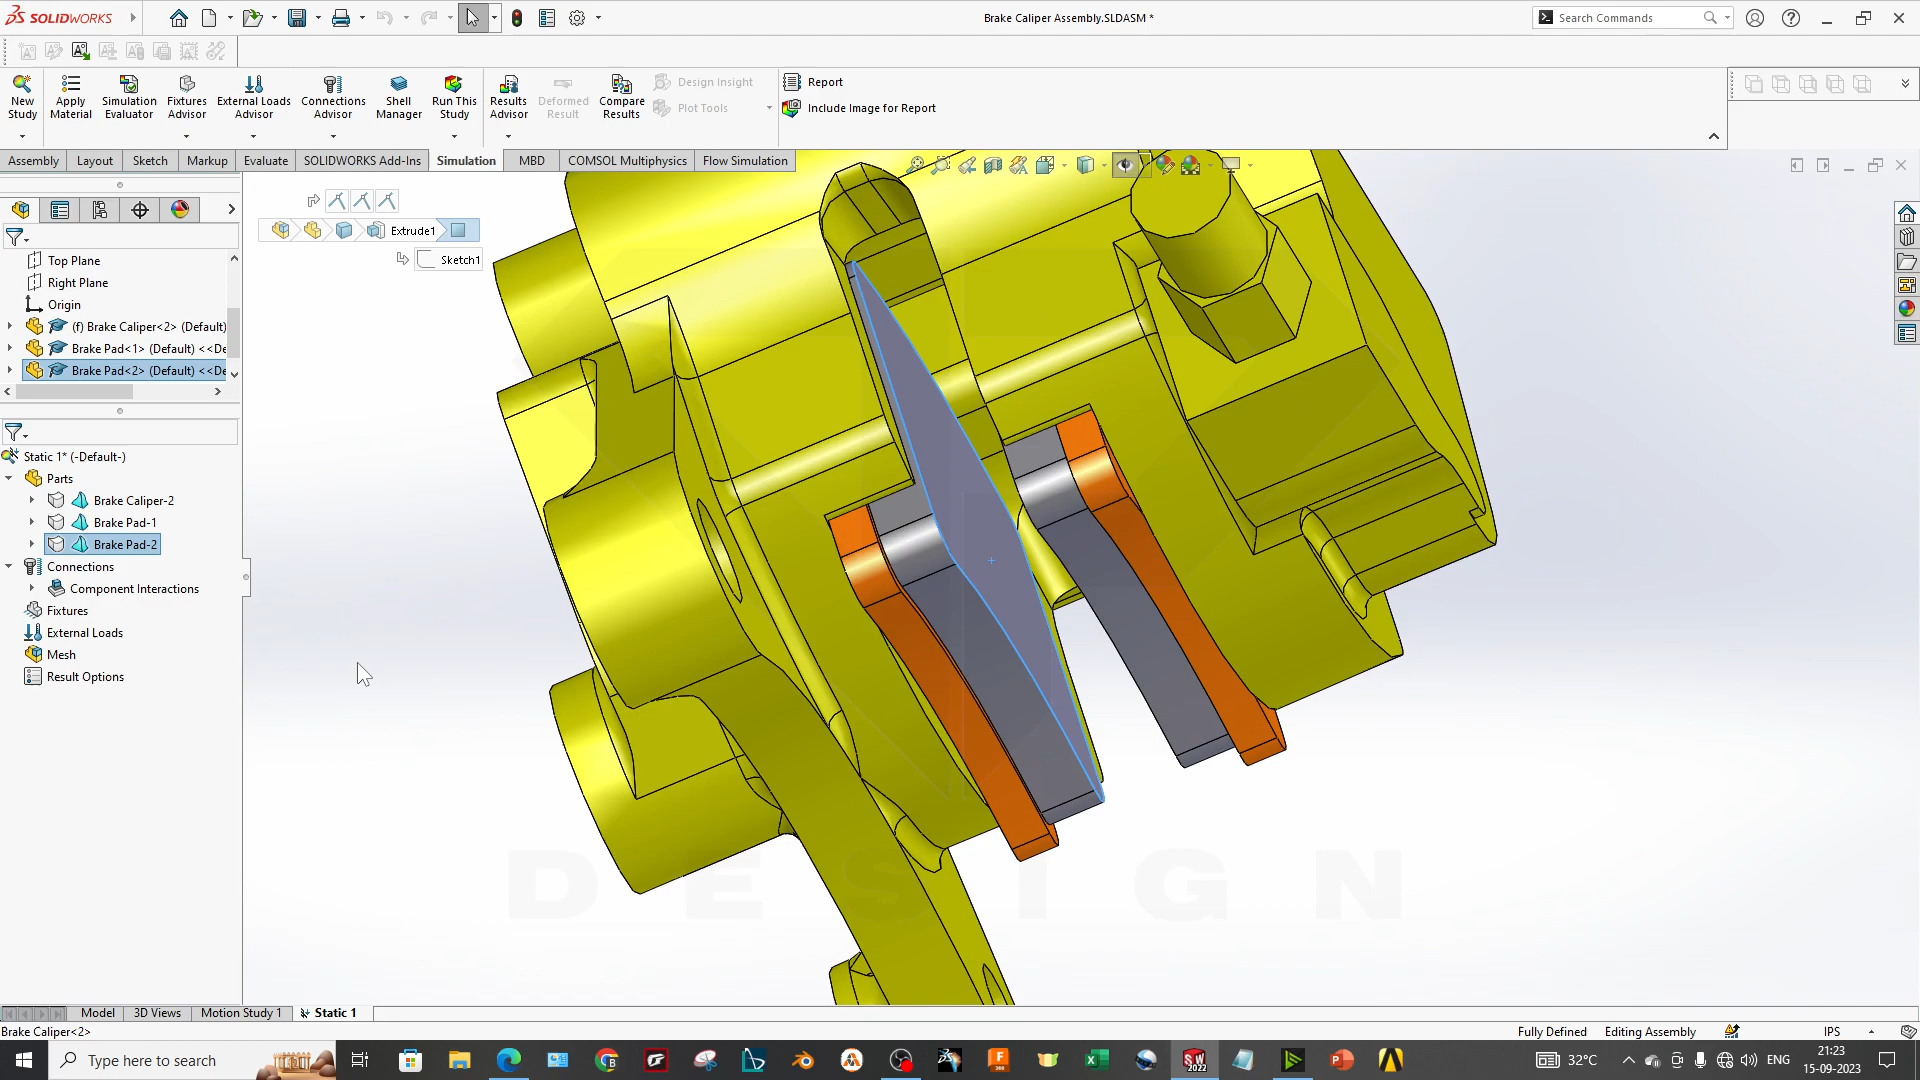 SOLIDWORKS
Brake Caliper Assembly.SLDASM *
Search Commands
New Study
Apply Material
Simulation Evaluator
Fixtures Advisor
External Loads Advisor
Connections Advisor
Shell Manager
Run This Study
Results Advisor
Deformed Result
Compare Results
Design Insight
Plot Tools
Report
Include Image for Report
Assembly
Layout
Sketch
Markup
Evaluate
SOLIDWORKS Add-Ins
Simulation
MBD
COMSOL Multiphysics
Flow Simulation
Extrude1
Sketch1
Top Plane
Right Plane
Origin
(f) Brake Caliper<2> (Default)
Brake Pad<1> (Default) <<De
Brake Pad<2> (Default) <<De
Static 1* (-Default-)
Parts
Brake Caliper-2
Brake Pad-1
Brake Pad-2
Connections
Component Interactions
Fixtures
External Loads
Mesh
Result Options
DESIGN
Model
3D Views
Motion Study 1
Static 1
Brake Caliper<2>
Fully Defined
Editing Assembly
IPS
Type here to search
SW 2022
32°C
ENG
21:23
15-09-2023